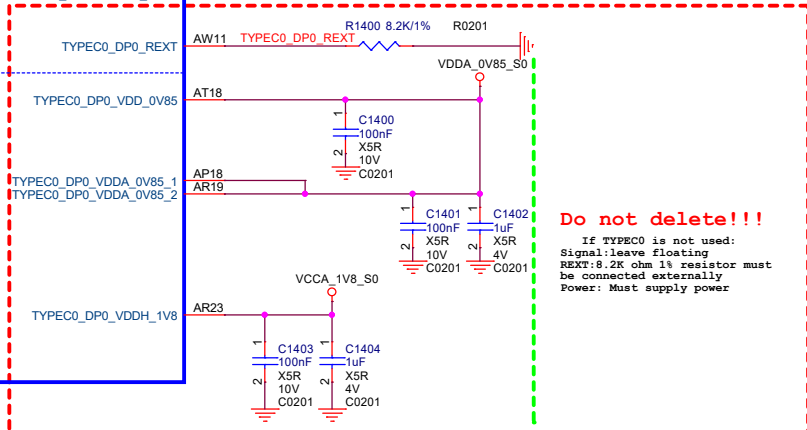 R1400 8.2K/1% R0201
TYPEC0_DP0_REXT AW11 TYPEC0_DP0_REXT
VDDA_0V85_S0
TYPEC0_DP0_VDD_0V85 AT18
1 C1400
100nF
2 X5R
10V
C0201
TYPEC0_DP0_VDDA_0V85_1 AP18
TYPEC0_DP0_VDDA_0V85_2 AR19
1 C1401
100nF
2 X5R
10V
C0201
1 C1402
1uF
2 X5R
4V
C0201
Do not delete!!!
If TYPEC0 is not used:
Signal:leave floating
REXT:8.2K ohm 1% resistor must
be connected externally
Power: Must supply power
VCCA_1V8_S0
TYPEC0_DP0_VDDH_1V8 AR23
1 C1403
100nF
2 X5R
10V
C0201
1 C1404
1uF
2 X5R
4V
C0201